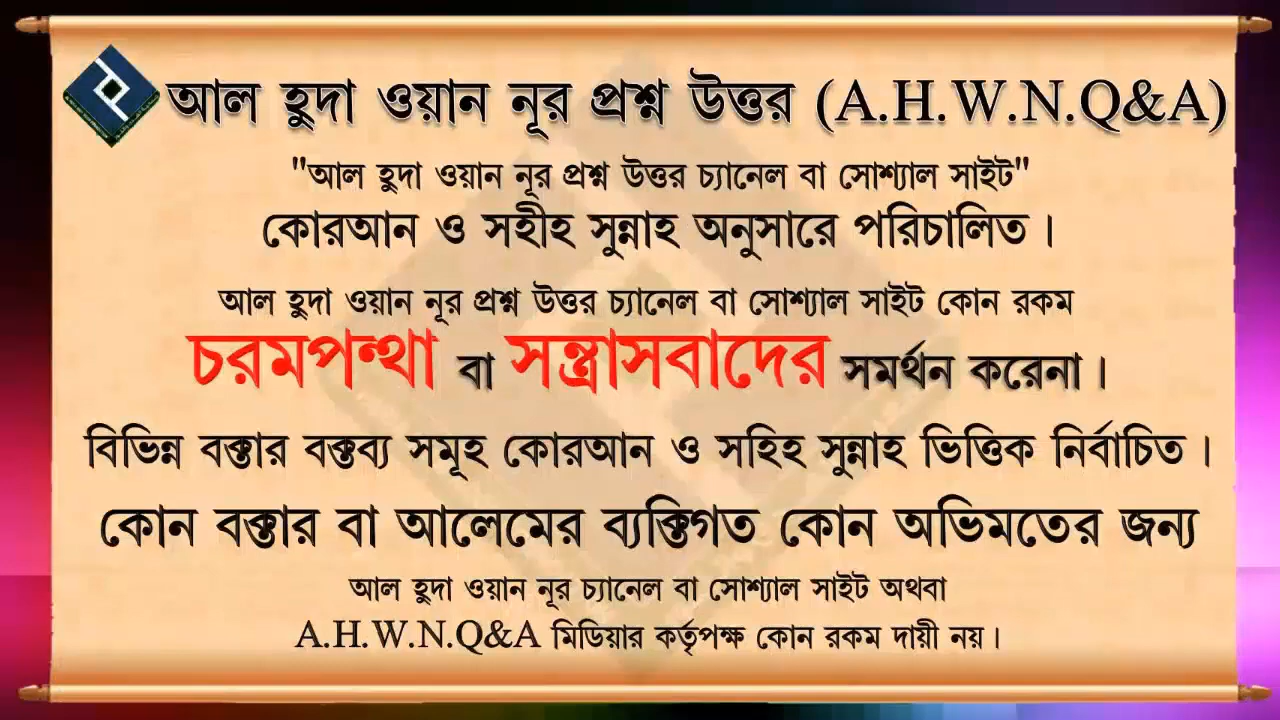 আল হুদা ওয়ান নূর প্রশ্ন উত্তর (A.H.W.N.Q&A)
"আল হুদা ওয়ান নূর প্রশ্ন উত্তর চ্যানেল বা সোশ্যাল সাইট"
কোরআন ও সহীহ সুন্নাহ অনুসারে পরিচালিত ।
আল হুদা ওয়ান নূর প্রশ্ন উত্তর চ্যানেল বা সোশ্যাল সাইট কোন রকম
চরমপন্থা বা সন্ত্রাসবাদের সমর্থন করেনা ।
বিভিন্ন বক্তার বক্তব্য সমূহ কোরআন ও সহিহ সুন্নাহ ভিত্তিক নির্বাচিত ।
কোন বক্তার বা আলেমের ব্যক্তিগত কোন অভিমতের জন্য
আল হুদা ওয়ান নূর চ্যানেল বা সোশ্যাল সাইট অথবা
A.H.W.N.Q&A মিডিয়ার কর্তৃপক্ষ কোন রকম দায়ী নয় ।